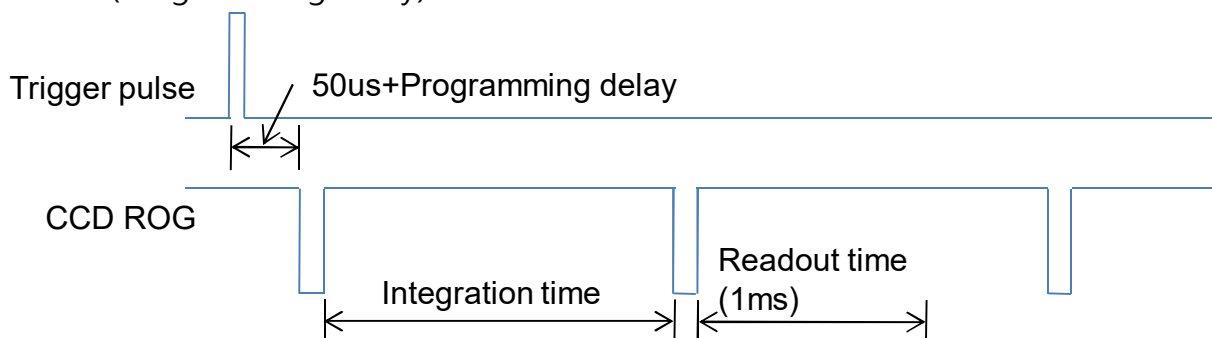 Trigger pulse
50us+Programming delay
CCD ROG
Integration time
Readout time
(1ms)